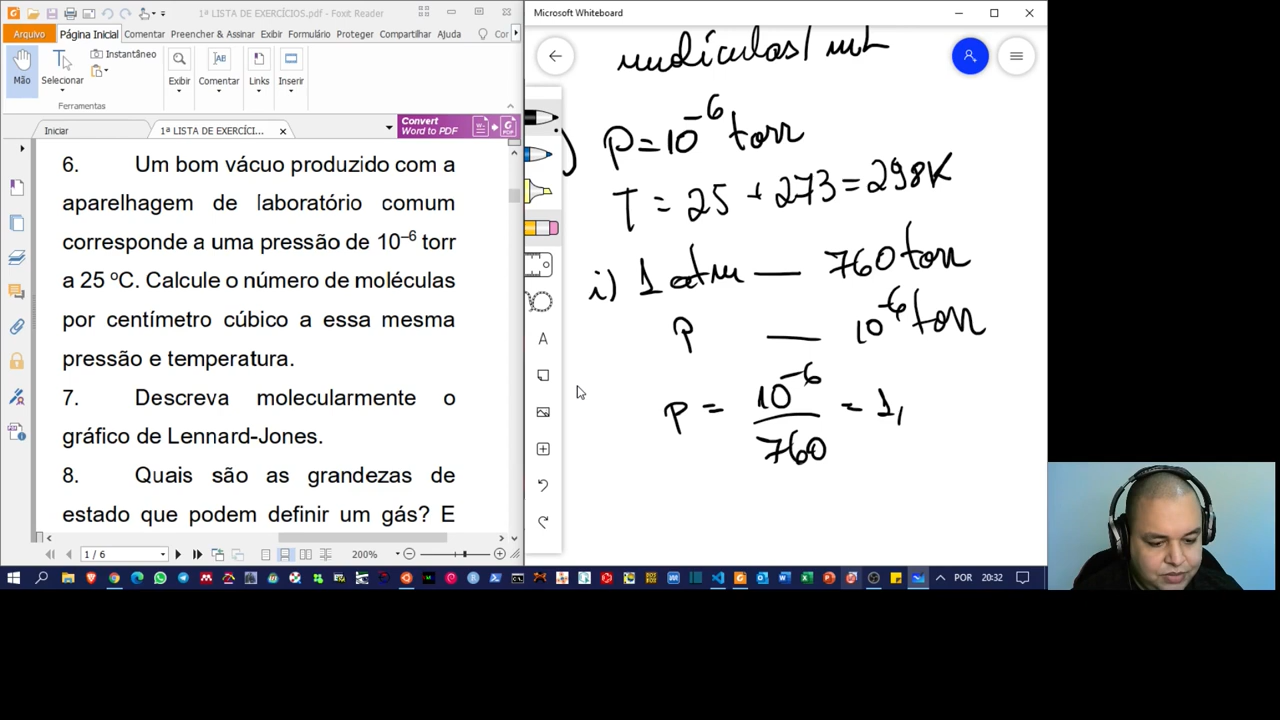 1ª LISTA DE EXERCÍCIOS.pdf - Foxit Reader
Arquivo Página Inicial Comentar Preencher & Assinar Exibir Formulário Proteger Compartilhar Ajuda Co
Mão
Selecionar
Instantâneo
Exibir
Comentar
Links
Inserir
Ferramentas
Iniciar
1ª LISTA DE EXERCÍCI...
Convert
Word to PDF
6. Um bom vácuo produzido com a
aparelhagem de laboratório comum
corresponde a uma pressão de 10⁻⁶ torr
a 25 ºC. Calcule o número de moléculas
por centímetro cúbico a essa mesma
pressão e temperatura.
7. Descreva molecularmente o
gráfico de Lennard-Jones.
8. Quais são as grandezas de
estado que podem definir um gás? E
1 / 6
200%
Microsoft Whiteboard
P = 10⁻⁶ torr
T = 25 + 273 = 298K
i) 1 atm — 760 torr
P — 10⁻⁶ torr
P = 10⁻⁶ / 760 = 1,
POR 20:32